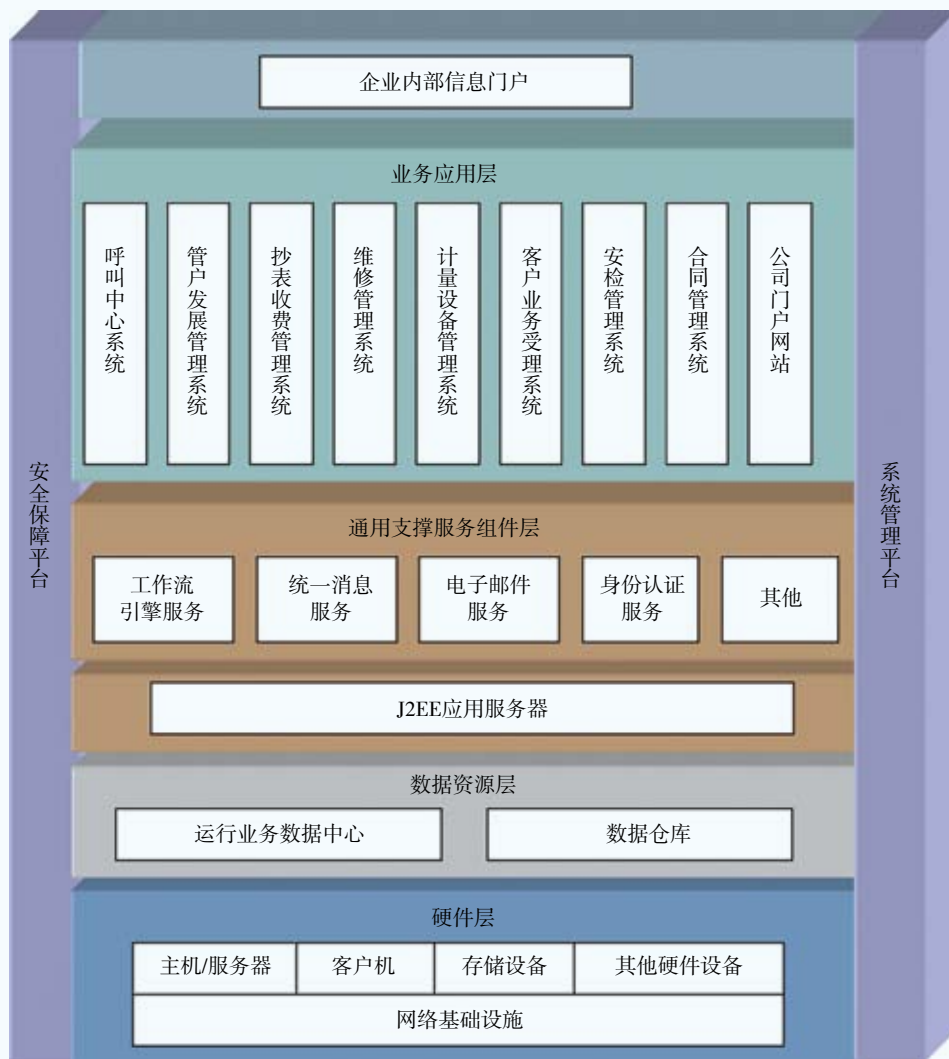 企业内部信息门户
业务应用层
呼叫中心系统
管户发展管理系统
抄表收费管理系统
维修管理系统
计量设备管理系统
客户业务受理系统
安检管理系统
合同管理系统
公司门户网站
安全保障平台
系统管理平台
通用支撑服务组件层
工作流
引擎服务
统一消息
服务
电子邮件
服务
身份认证
服务
其他
J2EE应用服务器
数据资源层
运行业务数据中心
数据仓库
硬件层
主机/服务器
客户机
存储设备
其他硬件设备
网络基础设施